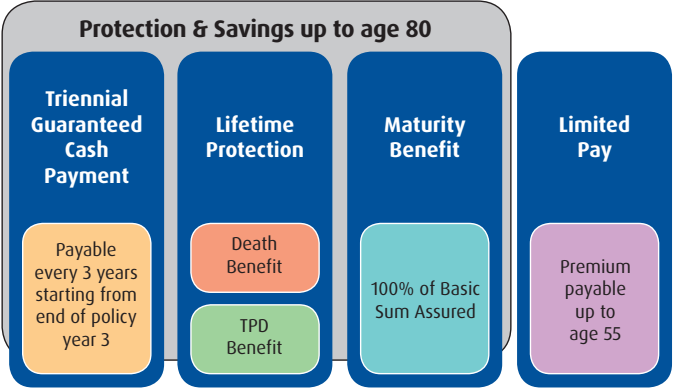 Protection & Savings up to age 80
Triennial
Guaranteed
Cash
Payment
Payable
every 3 years
starting from
end of policy
year 3
Lifetime
Protection
Death
Benefit
TPD
Benefit
Maturity
Benefit
100% of Basic
Sum Assured
Limited
Pay
Premium
payable
up to
age 55